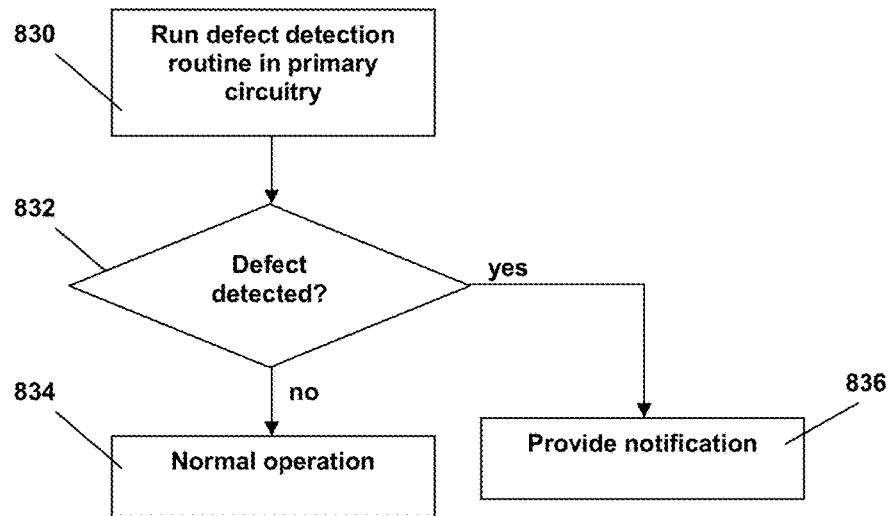 830
Run defect detection
routine in primary
circuitry
832
Defect
detected?
yes
834
no
836
Normal operation
Provide notification